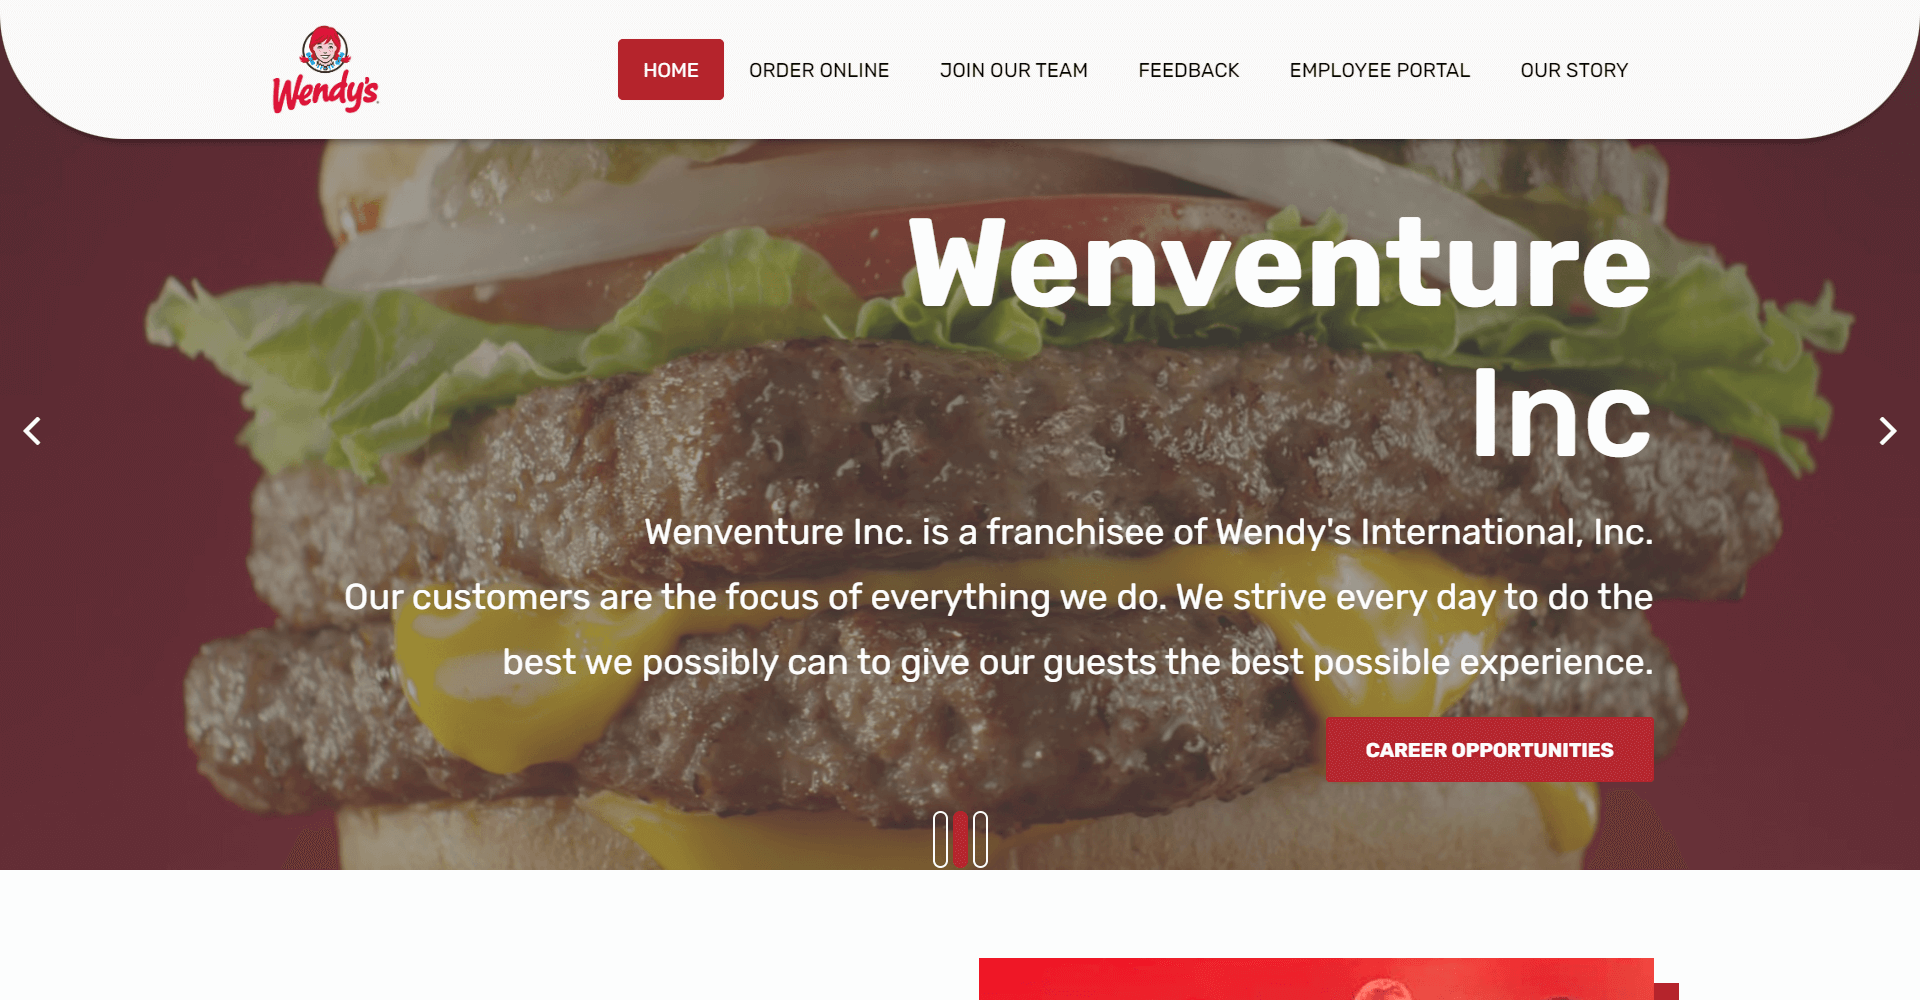 Wendy's
HOME
ORDER ONLINE
JOIN OUR TEAM
FEEDBACK
EMPLOYEE PORTAL
OUR STORY
Wenventure
Inc
Wenventure Inc. is a franchisee of Wendy's International, Inc.
Our customers are the focus of everything we do. We strive every day to do the
best we possibly can to give our guests the best possible experience.
CAREER OPPORTUNITIES